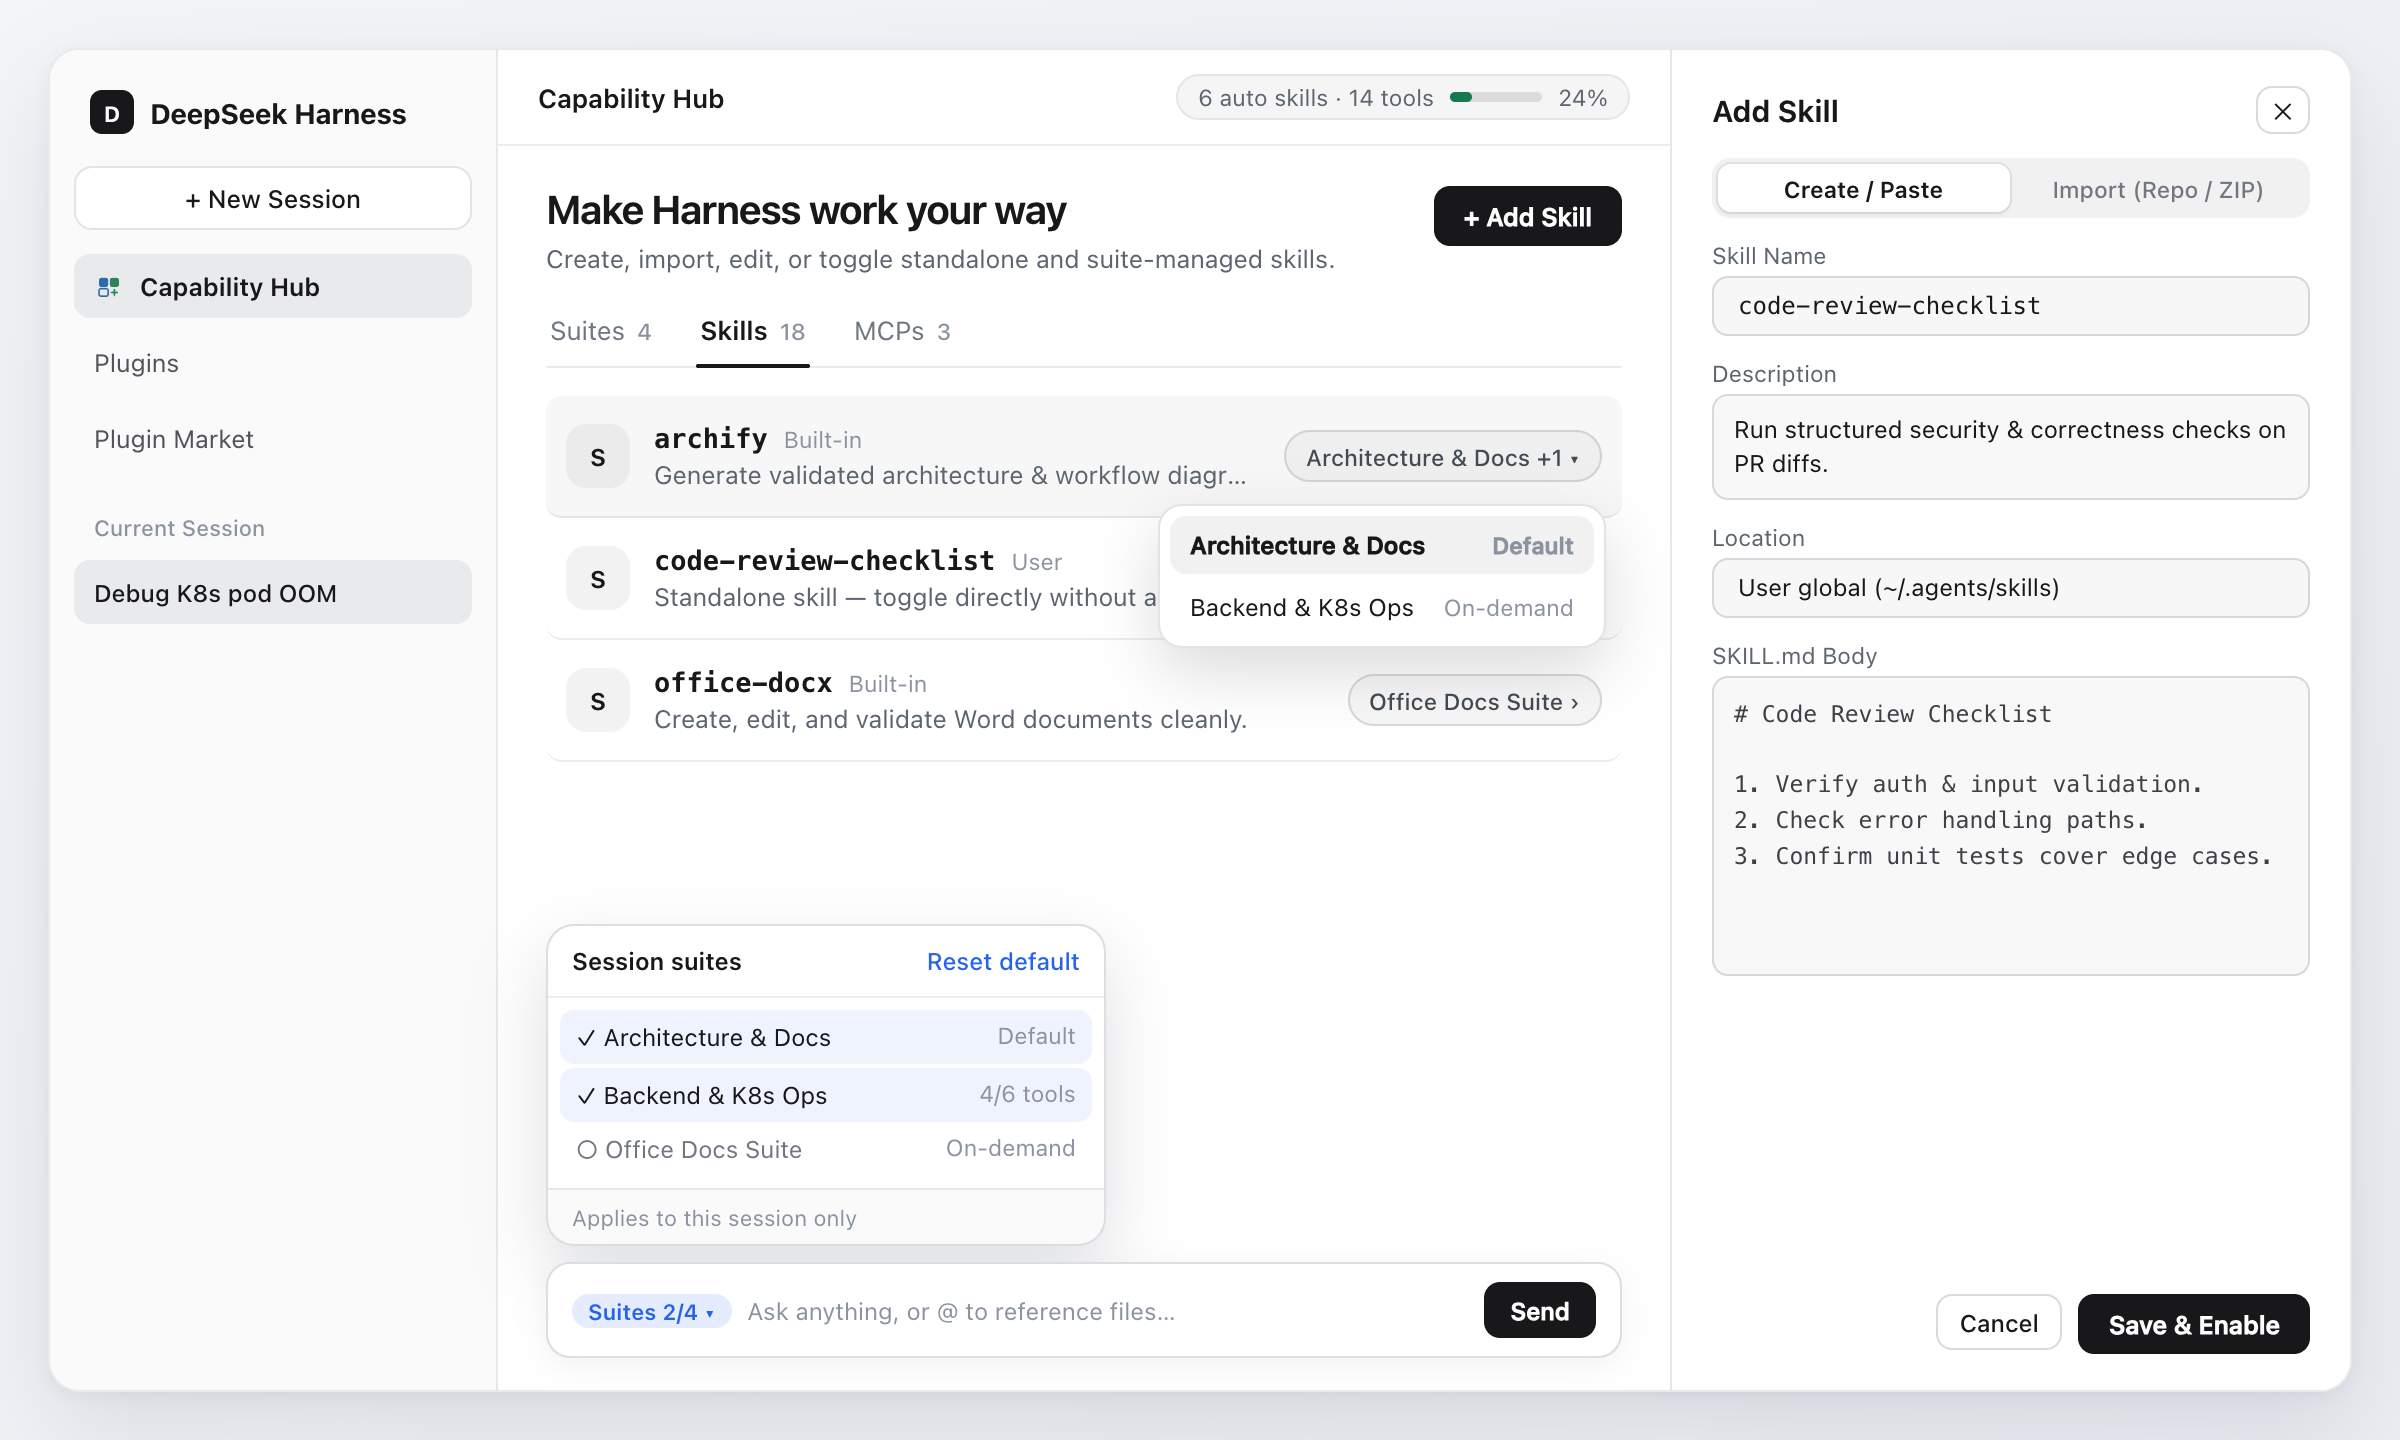 D DeepSeek Harness
+ New Session
Capability Hub
Plugins
Plugin Market
Current Session
Debug K8s pod OOM
Capability Hub
6 auto skills · 14 tools 24%
Make Harness work your way
Create, import, edit, or toggle standalone and suite-managed skills.
+ Add Skill
Suites 4 Skills 18 MCPs 3
S
archify Built-in
Generate validated architecture & workflow diagr...
Architecture & Docs +1 ▾
Architecture & Docs Default
Backend & K8s Ops On-demand
S
code-review-checklist User
Standalone skill — toggle directly without a
S
office-docx Built-in
Create, edit, and validate Word documents cleanly.
Office Docs Suite ›
Session suites Reset default
✓ Architecture & Docs Default
✓ Backend & K8s Ops 4/6 tools
○ Office Docs Suite On-demand
Applies to this session only
Suites 2/4 ▾ Ask anything, or @ to reference files... Send
Add Skill ×
Create / Paste Import (Repo / ZIP)
Skill Name
code-review-checklist
Description
Run structured security & correctness checks on
PR diffs.
Location
User global (~/.agents/skills)
SKILL.md Body
# Code Review Checklist
1. Verify auth & input validation.
2. Check error handling paths.
3. Confirm unit tests cover edge cases.
Cancel Save & Enable